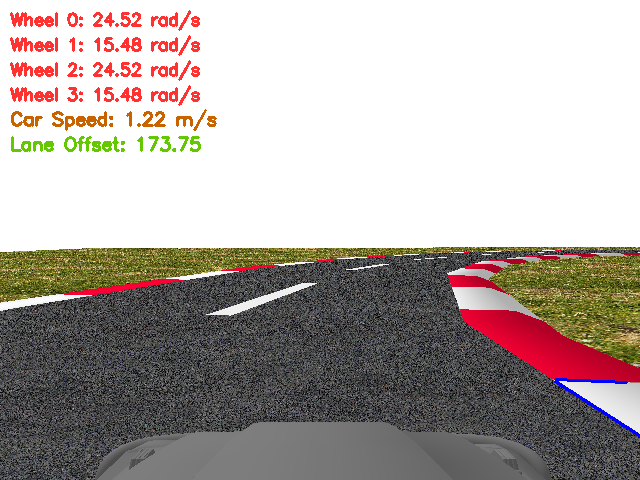 Wheel 0: 24.52 rad/s
Wheel 1: 15.48 rad/s
Wheel 2: 24.52 rad/s
Wheel 3: 15.48 rad/s
Car Speed: 1.22 m/s
Lane Offset: 173.75